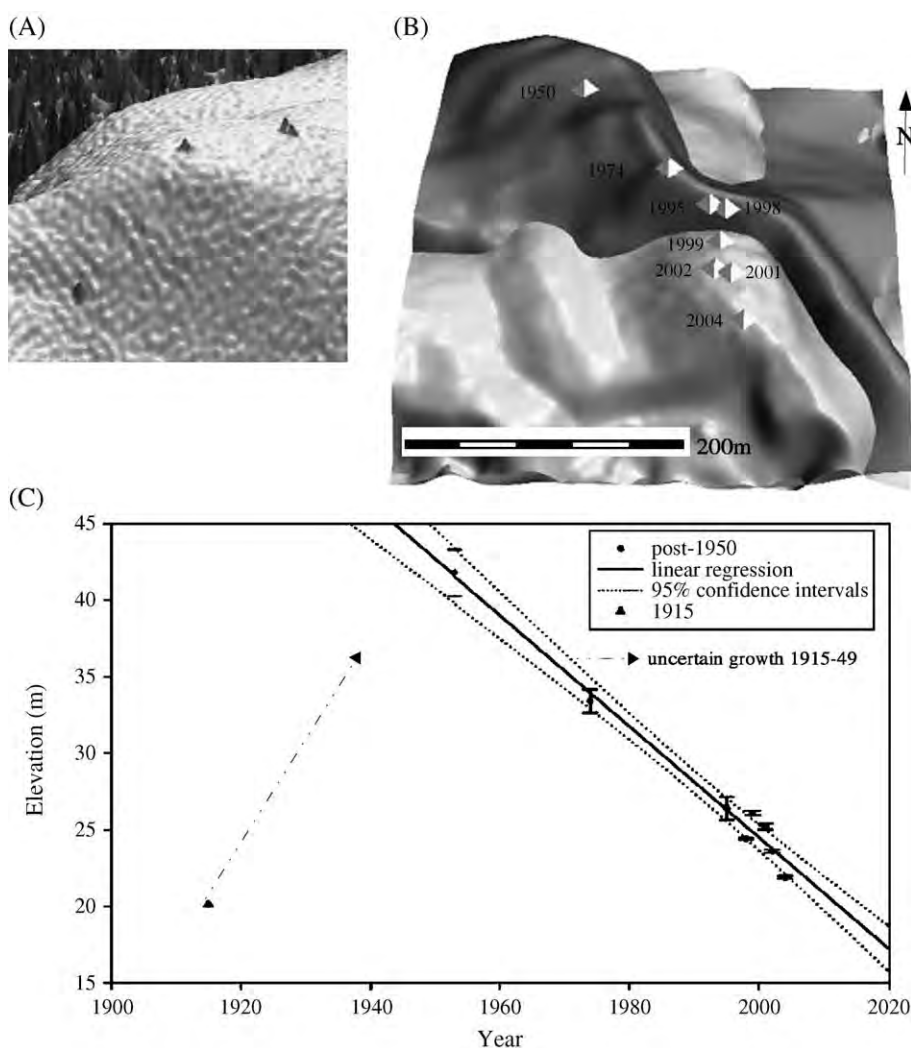 (A)
(B)
1950
N
1974
1995
1998
1999
2002
2001
2004
200m
(C)
45
40
35
30
25
20
15
Elevation (m)
post-1950
linear regression
95% confidence intervals
1915
uncertain growth 1915-49
1900
1920
1940
1960
1980
2000
2020
Year